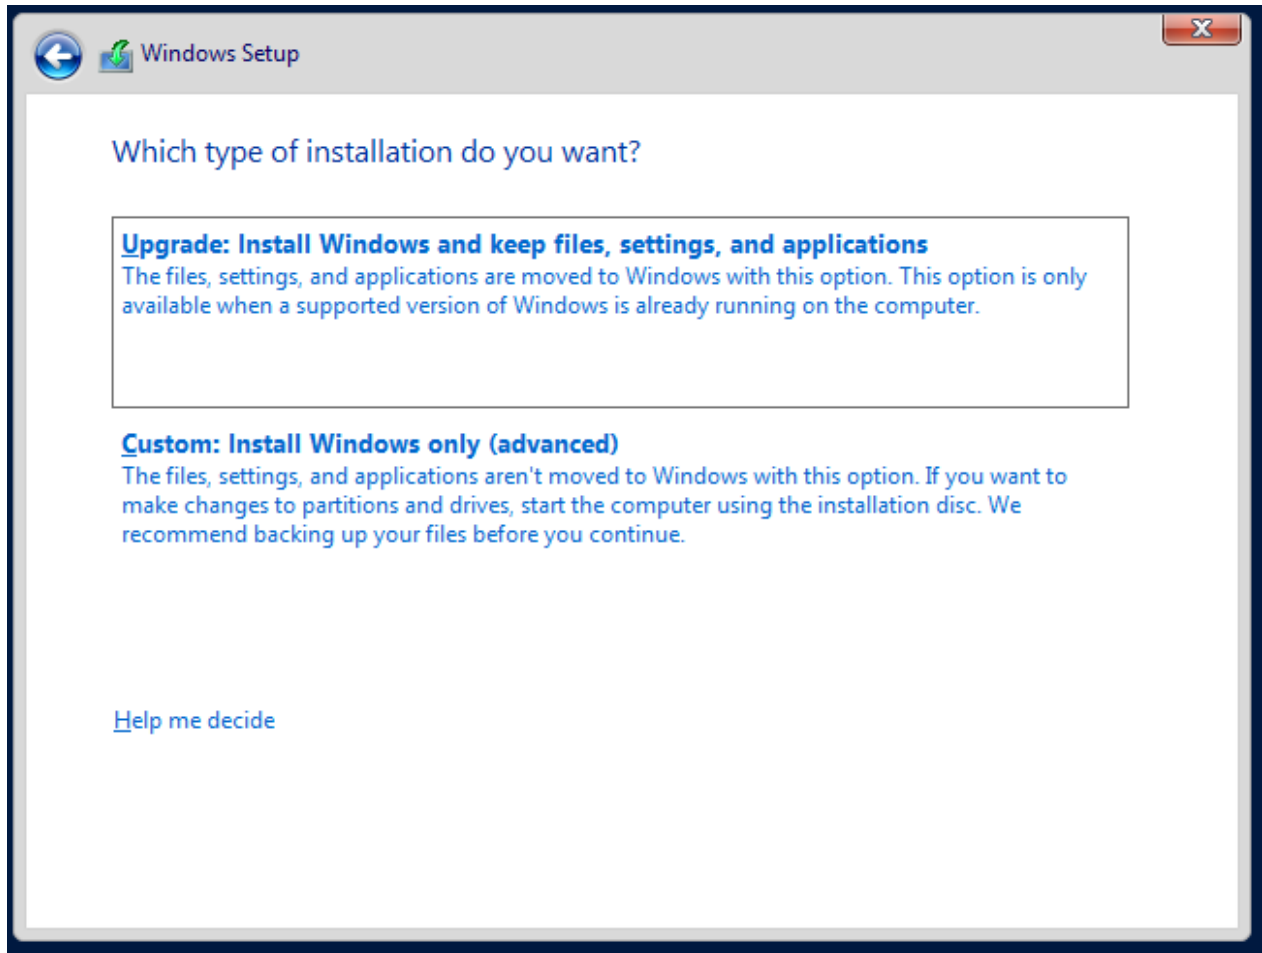 Windows Setup
Which type of installation do you want?
Upgrade: Install Windows and keep files, settings, and applications
The files, settings, and applications are moved to Windows with this option. This option is only
available when a supported version of Windows is already running on the computer.
Custom: Install Windows only (advanced)
The files, settings, and applications aren't moved to Windows with this option. If you want to
make changes to partitions and drives, start the computer using the installation disc. We
recommend backing up your files before you continue.
Help me decide